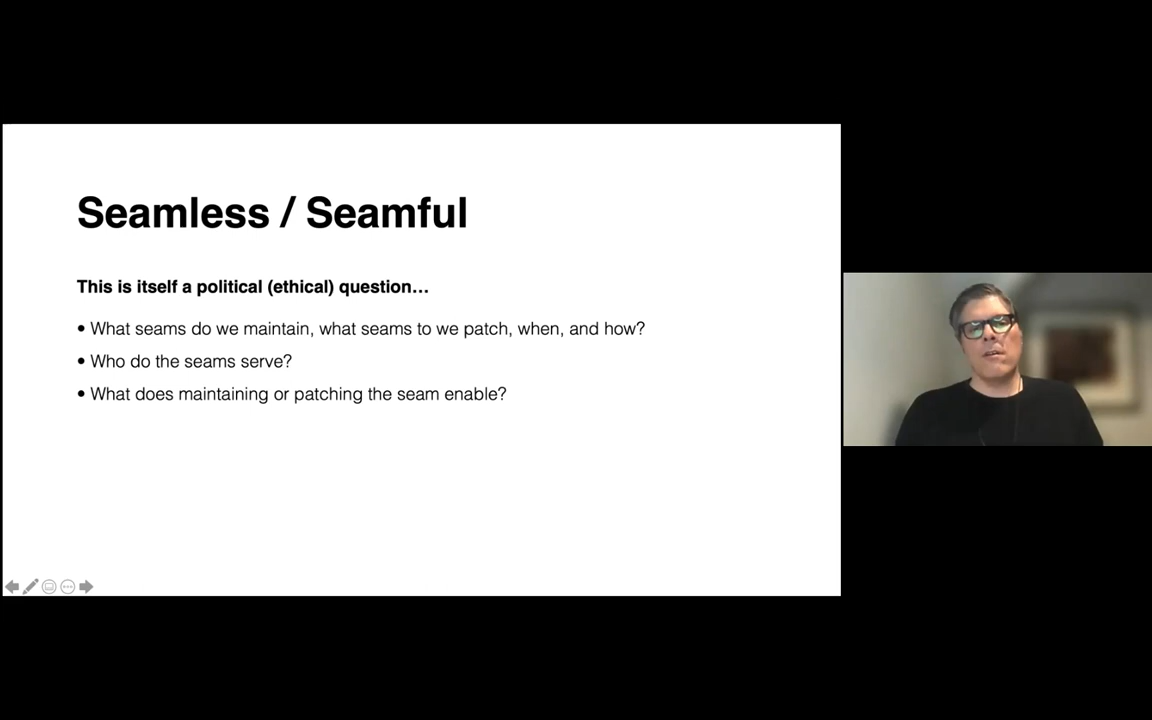 Seamless / Seamful
This is itself a political (ethical) question…
• What seams do we maintain, what seams to we patch, when, and how?
• Who do the seams serve?
• What does maintaining or patching the seam enable?